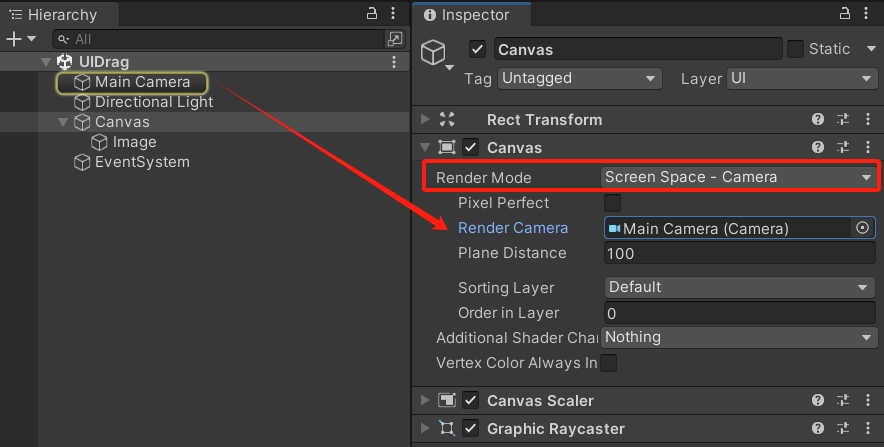 Hierarchy
All
UIDrag
Main Camera
Directional Light
Canvas
Image
EventSystem
Inspector
Canvas
Static
Tag Untagged Layer UI
Rect Transform
Canvas
Render Mode Screen Space - Camera
Pixel Perfect
Render Camera Main Camera (Camera)
Plane Distance 100
Sorting Layer Default
Order in Layer 0
Additional Shader Chan Nothing
Vertex Color Always In
Canvas Scaler
Graphic Raycaster